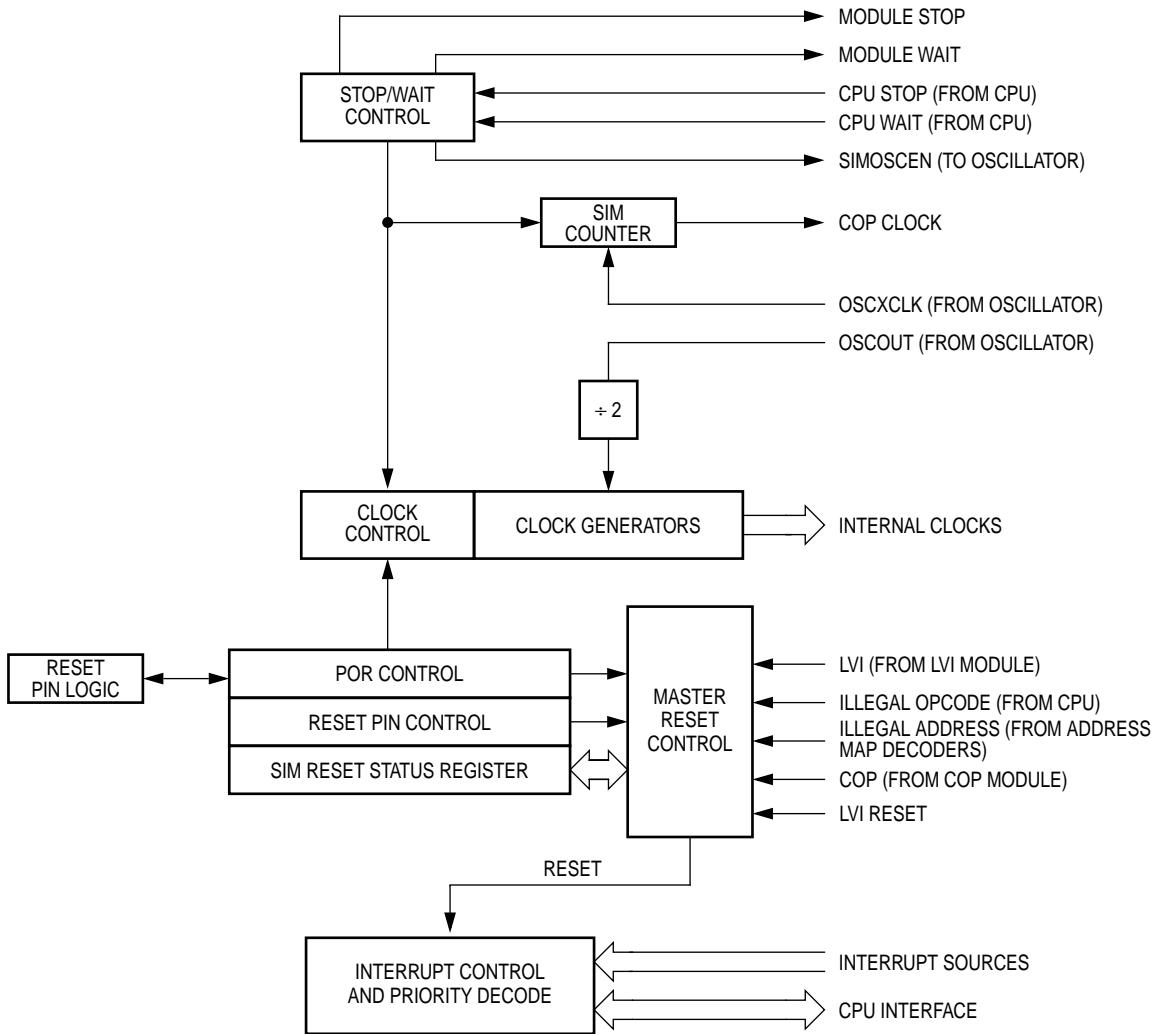 MODULE STOP
MODULE WAIT
STOP/WAIT
CONTROL
CPU STOP (FROM CPU)
CPU WAIT (FROM CPU)
SIMOSCEN (TO OSCILLATOR)
SIM
COUNTER
COP CLOCK
OSCXCLK (FROM OSCILLATOR)
OSCOUT (FROM OSCILLATOR)
÷ 2
CLOCK
CONTROL
CLOCK GENERATORS
INTERNAL CLOCKS
RESET
PIN LOGIC
POR CONTROL
RESET PIN CONTROL
SIM RESET STATUS REGISTER
MASTER
RESET
CONTROL
LVI (FROM LVI MODULE)
ILLEGAL OPCODE (FROM CPU)
ILLEGAL ADDRESS (FROM ADDRESS
MAP DECODERS)
COP (FROM COP MODULE)
LVI RESET
RESET
INTERRUPT CONTROL
AND PRIORITY DECODE
INTERRUPT SOURCES
CPU INTERFACE